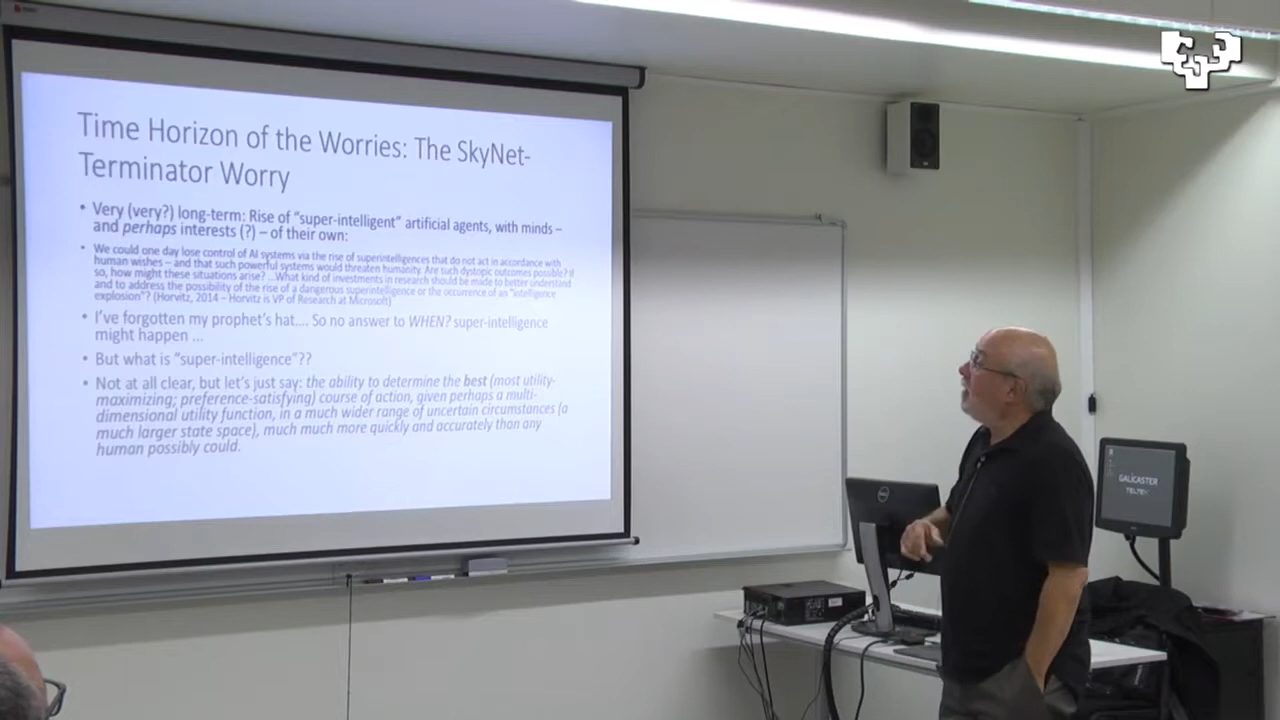 Time Horizon of the Worries: The SkyNet-
Terminator Worry
• Very (very?) long-term: Rise of "super-intelligent" artificial agents, with minds –
and perhaps interests (?) – of their own:
• We could one day lose control of AI systems via the rise of superintelligences that do not act in accordance with
human wishes – and that such powerful systems would threaten humanity. Are such dystopic outcomes possible? If
so, how might these situations arise? ...What kind of investments in research should be made to better understand
and to address the possibility of the rise of a dangerous superintelligence or the occurrence of an "intelligence
explosion"? (Horvitz, 2014 – Horvitz is VP of Research at Microsoft)
• I've forgotten my prophet's hat.... So no answer to WHEN? super-intelligence
might happen ...
• But what is "super-intelligence"??
• Not at all clear, but let's just say: the ability to determine the best (most utility-
maximizing; preference-satisfying) course of action, given perhaps a multi-
dimensional utility function, in a much wider range of uncertain circumstances (a
much larger state space), much much more quickly and accurately than any
human possibly could.
DELL
GALICASTER
TELTEK